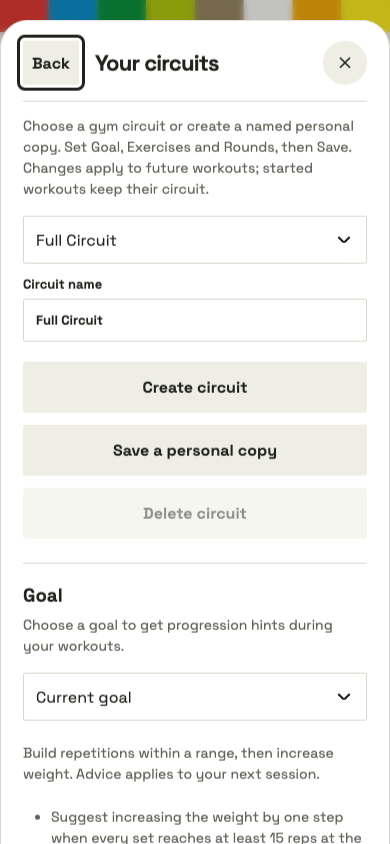 Back
Your circuits
Choose a gym circuit or create a named personal
copy. Set Goal, Exercises and Rounds, then Save.
Changes apply to future workouts; started
workouts keep their circuit.
Full Circuit
Circuit name
Full Circuit
Create circuit
Save a personal copy
Delete circuit
Goal
Choose a goal to get progression hints during
your workouts.
Current goal
Build repetitions within a range, then increase
weight. Advice applies to your next session.
Suggest increasing the weight by one step
when every set reaches at least 15 reps at the